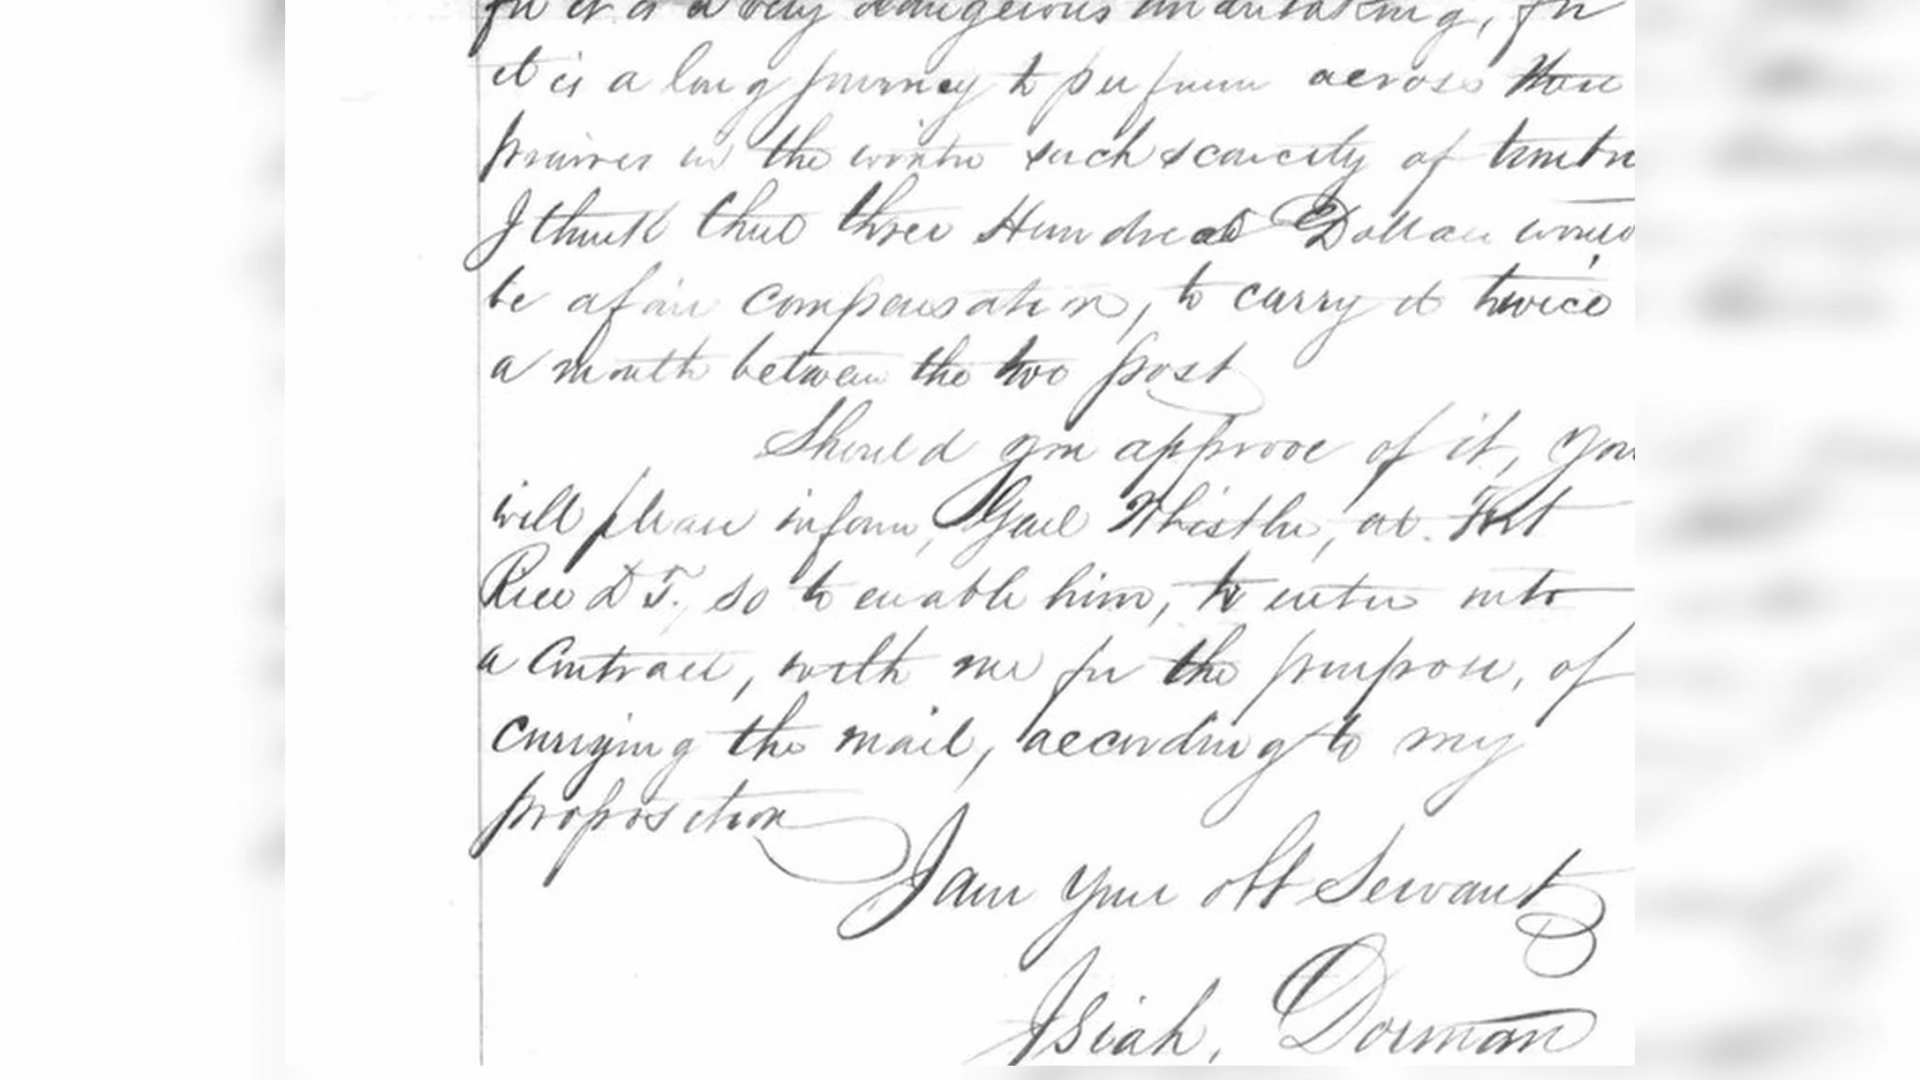 for it is a very dangerous undertaking, for
it is a long journey to perform across these
prairies in the winter such scarcity of timber
I think that three Hundred Dollars would
be a fair compensation, to carry it twice
a month between the two post
Should you approve of it, you
will please inform, Genl Whistler, at Fort
Rice D T, so to enable him, to enter into
a Contract, with me for the purpose, of
carrying the mail, according to my
proposition
I am your obt Servant
Isiah, Dorman